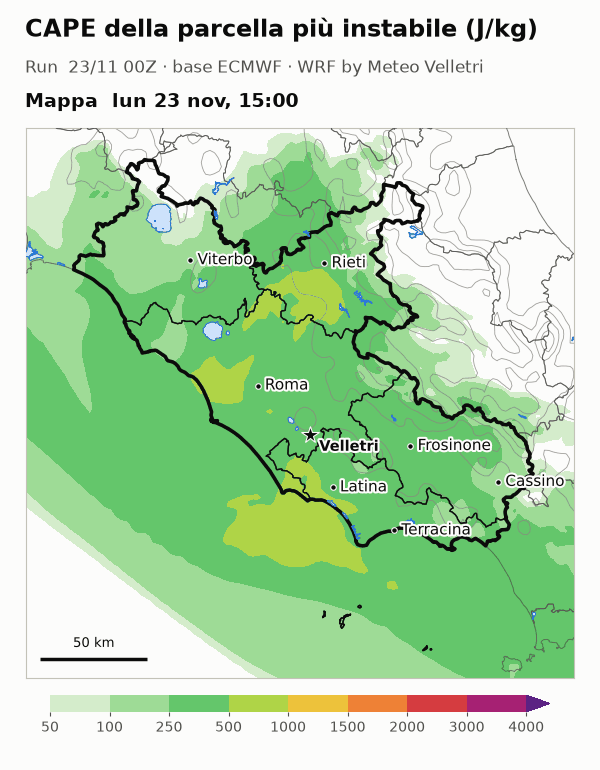 CAPE della parcella più instabile (J/kg)
Run  23/11 00Z · base ECMWF · WRF by Meteo Velletri
Mappa  lun 23 nov, 15:00
Viterbo
Rieti
Roma
Velletri
Frosinone
Cassino
Latina
Terracina
50 km
50 100 250 500 1000 1500 2000 3000 4000